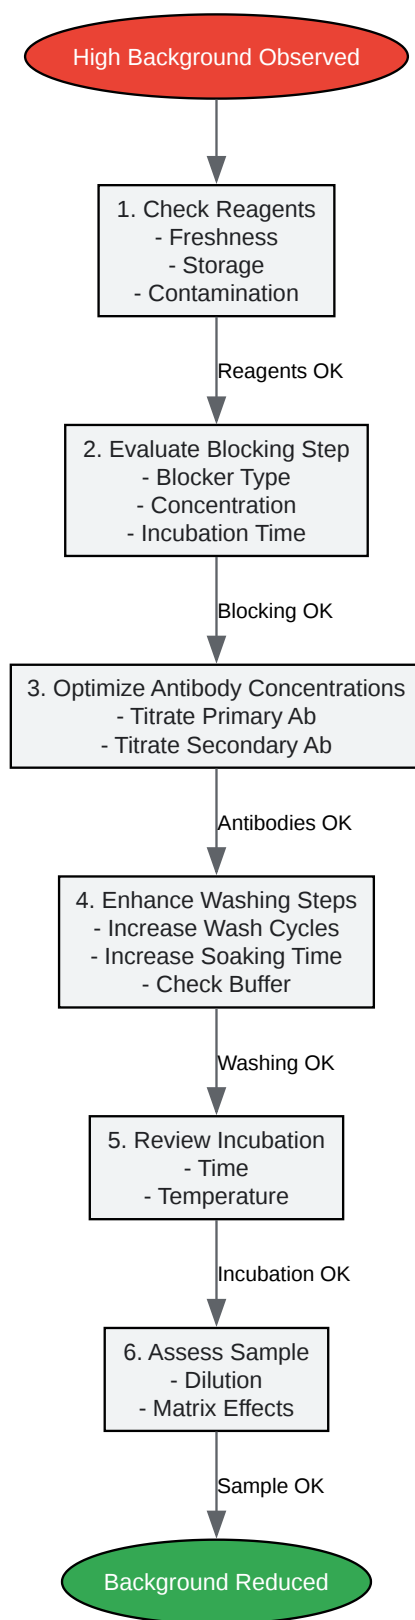 High Background Observed
1. Check Reagents
- Freshness
- Storage
- Contamination
Reagents OK
2. Evaluate Blocking Step
- Blocker Type
- Concentration
- Incubation Time
Blocking OK
3. Optimize Antibody Concentrations
- Titrate Primary Ab
- Titrate Secondary Ab
Antibodies OK
4. Enhance Washing Steps
- Increase Wash Cycles
- Increase Soaking Time
- Check Buffer
Washing OK
5. Review Incubation
- Time
- Temperature
Incubation OK
6. Assess Sample
- Dilution
- Matrix Effects
Sample OK
Background Reduced